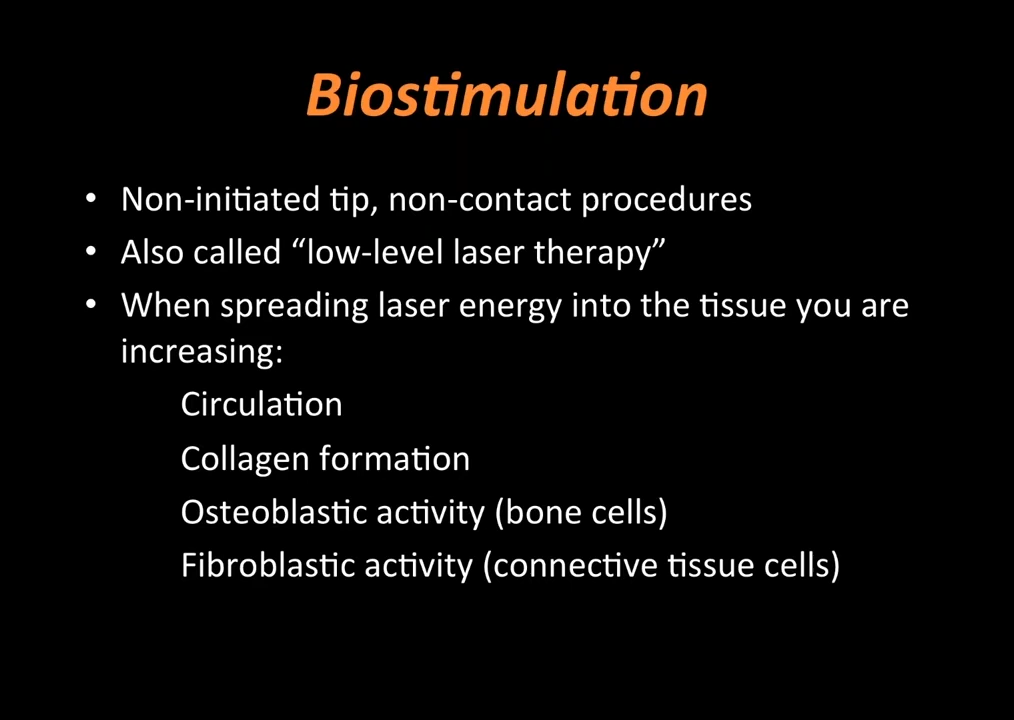 Biostimulation
• Non-initiated tip, non-contact procedures
• Also called “low-level laser therapy”
• When spreading laser energy into the tissue you are
increasing:
Circulation
Collagen formation
Osteoblastic activity (bone cells)
Fibroblastic activity (connective tissue cells)